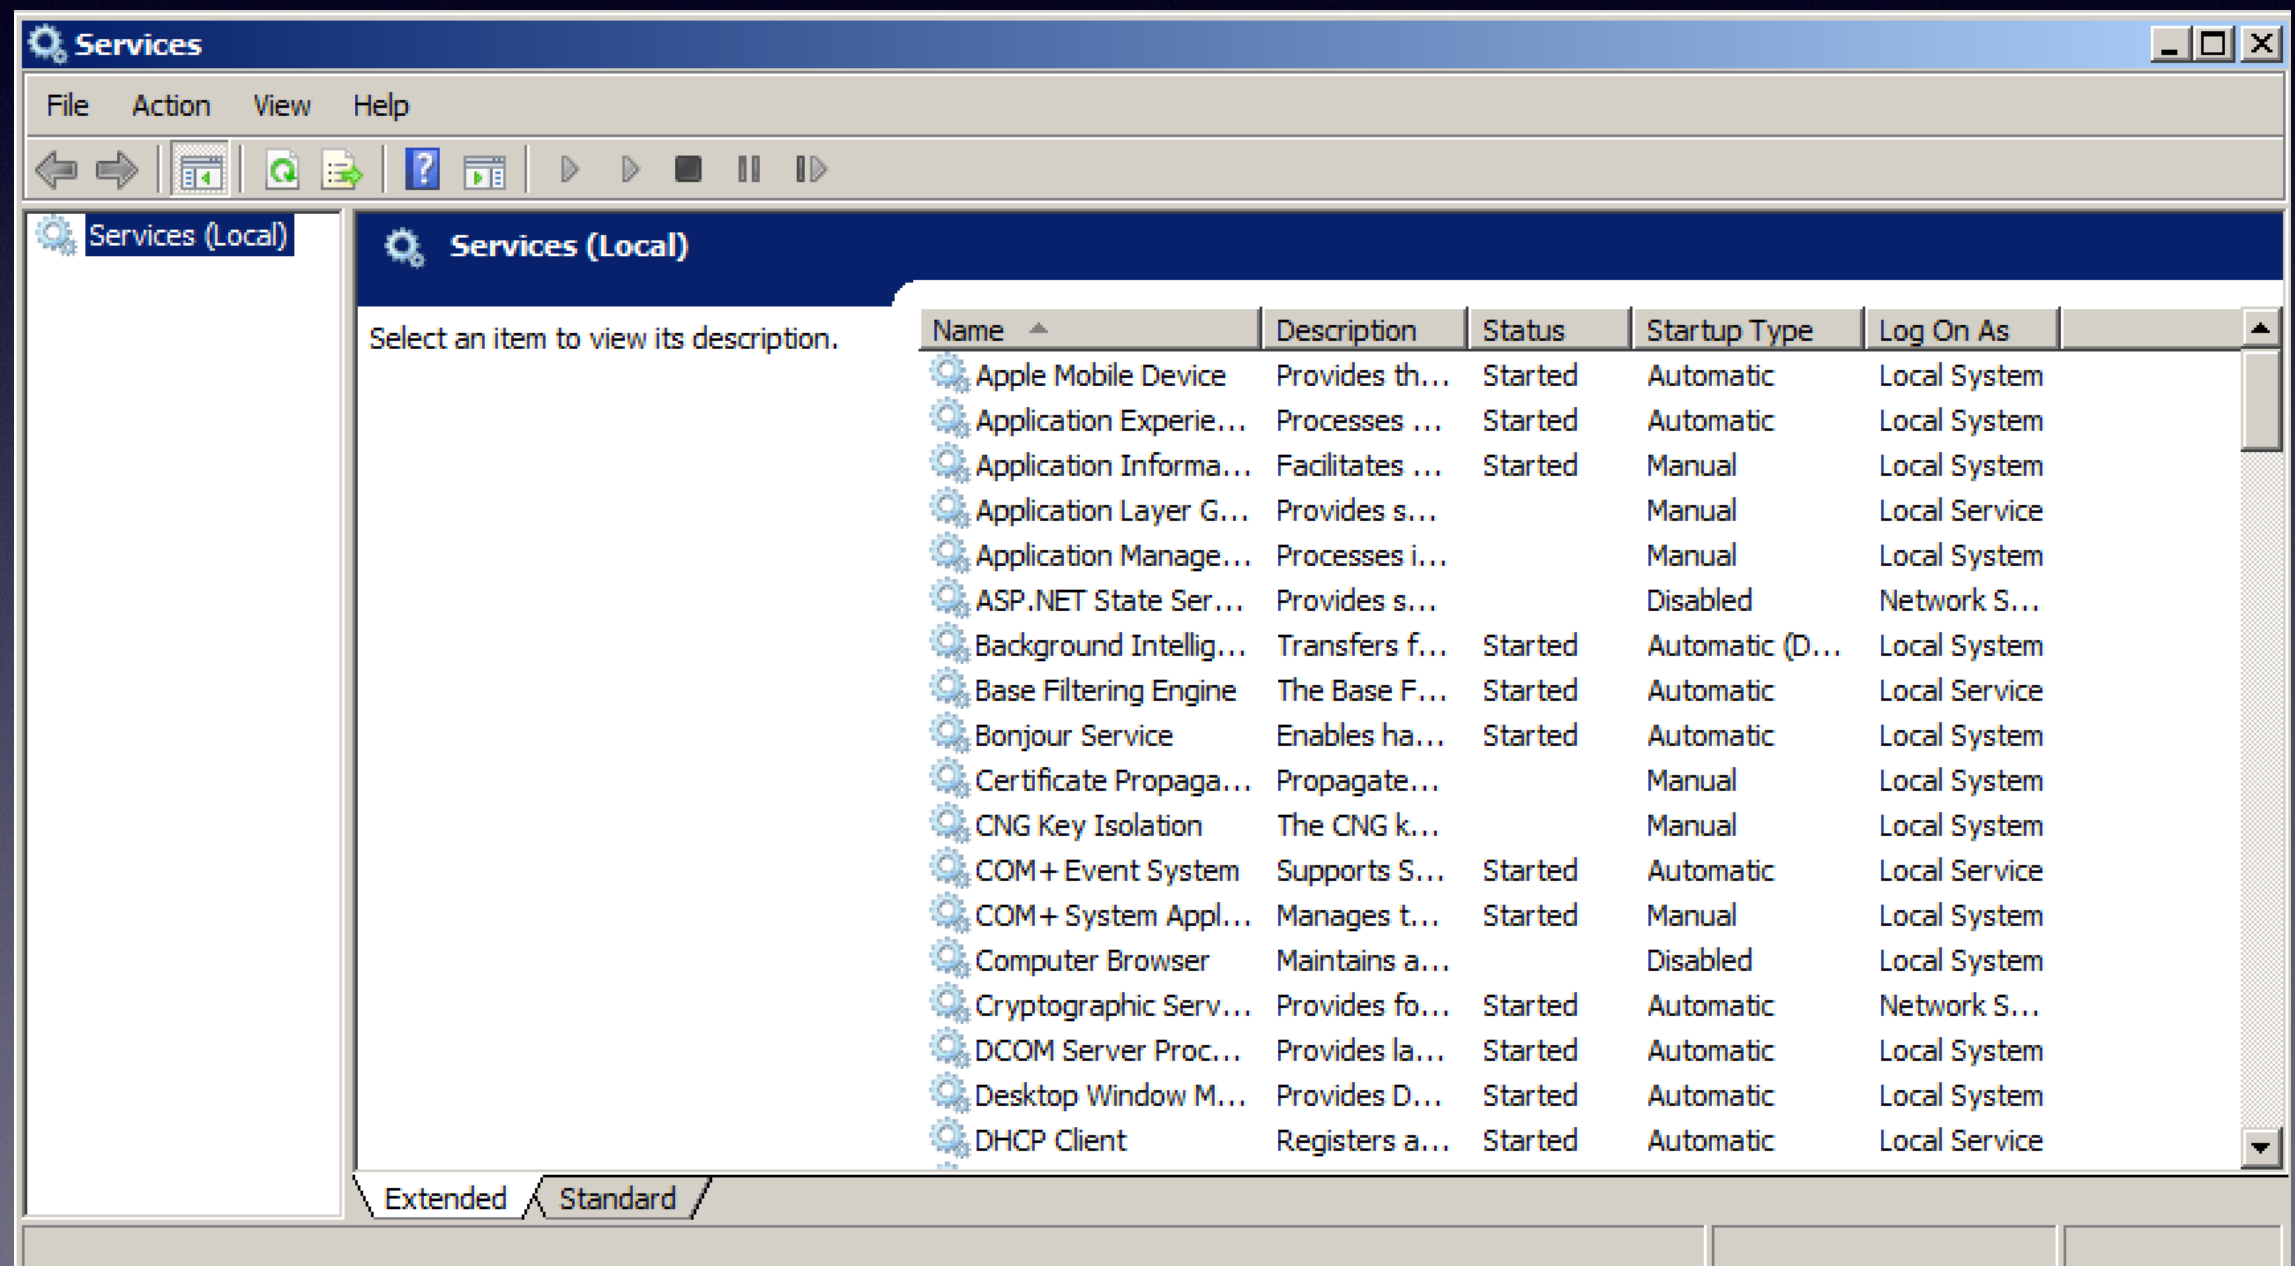 Services
File Action View Help
Services (Local)
Services (Local)
Select an item to view its description.
Name Description Status Startup Type Log On As
Apple Mobile Device Provides th... Started Automatic Local System
Application Experie... Processes ... Started Automatic Local System
Application Informa... Facilitates ... Started Manual Local System
Application Layer G... Provides s... Manual Local Service
Application Manage... Processes i... Manual Local System
ASP.NET State Ser... Provides s... Disabled Network S...
Background Intellig... Transfers f... Started Automatic (D... Local System
Base Filtering Engine The Base F... Started Automatic Local Service
Bonjour Service Enables ha... Started Automatic Local System
Certificate Propaga... Propagate... Manual Local System
CNG Key Isolation The CNG k... Manual Local System
COM+ Event System Supports S... Started Automatic Local Service
COM+ System Appl... Manages t... Started Manual Local System
Computer Browser Maintains a... Disabled Local System
Cryptographic Serv... Provides fo... Started Automatic Network S...
DCOM Server Proc... Provides la... Started Automatic Local System
Desktop Window M... Provides D... Started Automatic Local System
DHCP Client Registers a... Started Automatic Local Service
Extended Standard